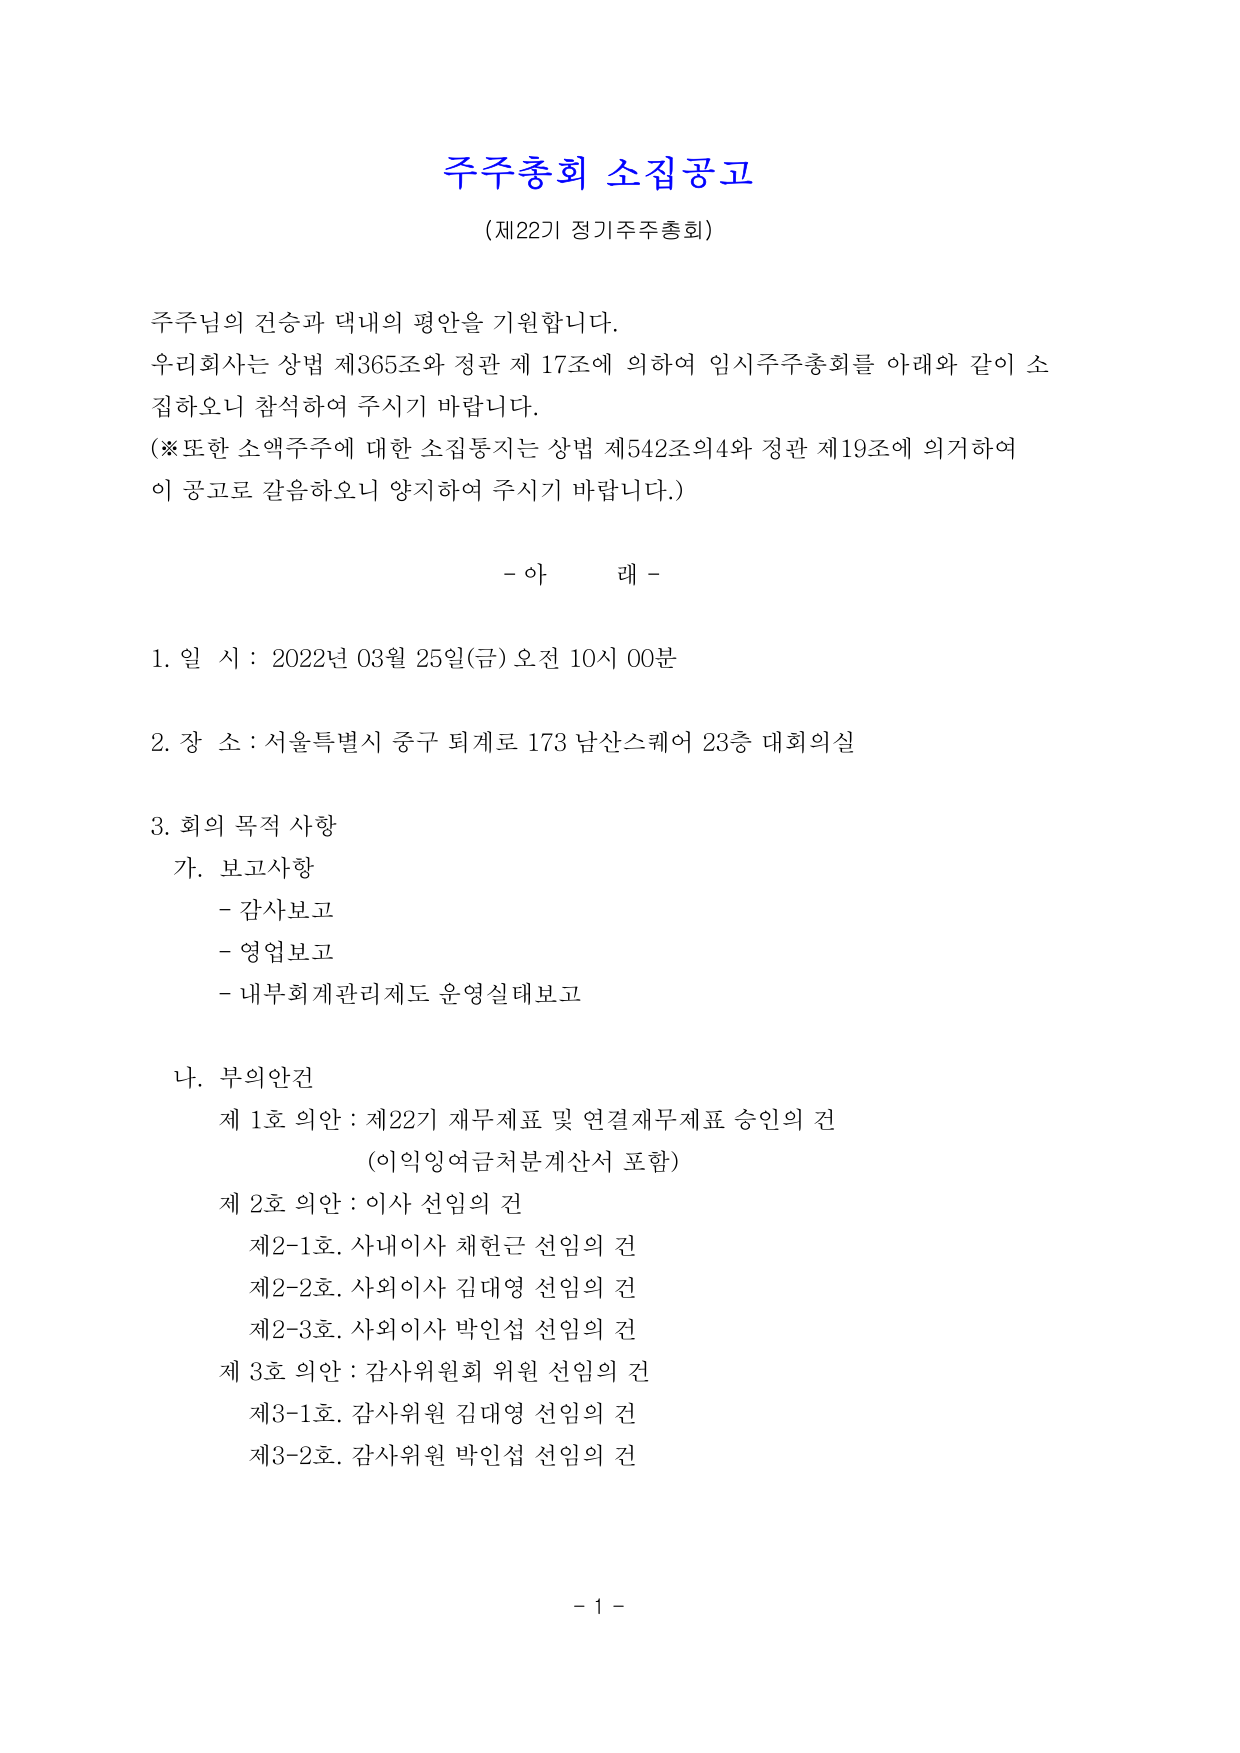 주주총회 소집공고
(제22기 정기주주총회)
주주님의 건승과 댁내의 평안을 기원합니다.
우리회사는 상법 제365조와 정관 제 17조에 의하여 임시주주총회를 아래와 같이 소
집하오니 참석하여 주시기 바랍니다.
(※또한 소액주주에 대한 소집통지는 상법 제542조의4와 정관 제19조에 의거하여
이 공고로 갈음하오니 양지하여 주시기 바랍니다.)
- 아 래 -
1. 일 시 : 2022년 03월 25일(금) 오전 10시 00분
2. 장 소 : 서울특별시 중구 퇴계로 173 남산스퀘어 23층 대회의실
3. 회의 목적 사항
가. 보고사항
- 감사보고
- 영업보고
- 내부회계관리제도 운영실태보고
나. 부의안건
제 1호 의안 : 제22기 재무제표 및 연결재무제표 승인의 건
(이익잉여금처분계산서 포함)
제 2호 의안 : 이사 선임의 건
제2-1호. 사내이사 채헌근 선임의 건
제2-2호. 사외이사 김대영 선임의 건
제2-3호. 사외이사 박인섭 선임의 건
제 3호 의안 : 감사위원회 위원 선임의 건
제3-1호. 감사위원 김대영 선임의 건
제3-2호. 감사위원 박인섭 선임의 건
- 1 -